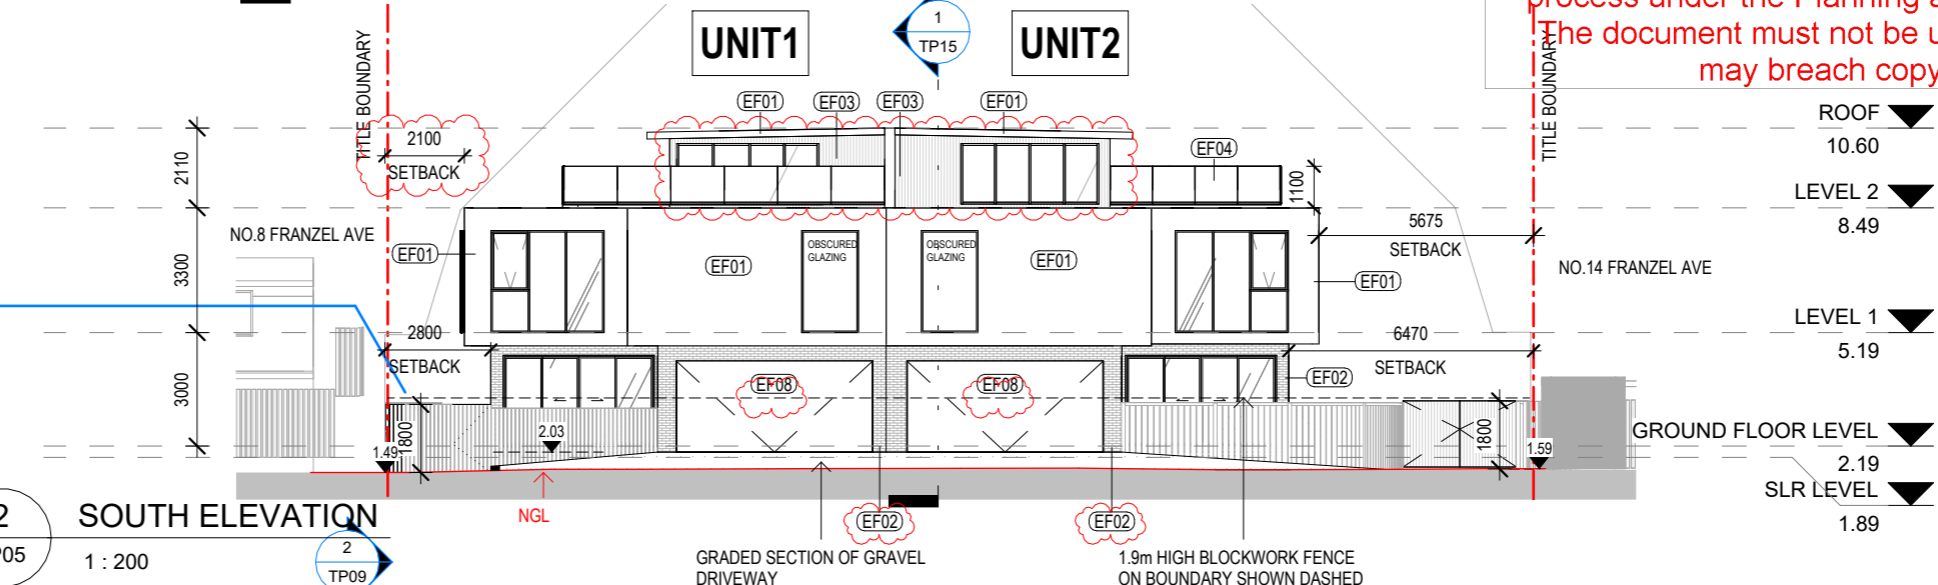 process under the Planning a
The document must not be u
may breach copy
UNIT1
UNIT2
1
TP15
TITLE BOUNDARY
TITLE BOUNDARY
EF01
EF03
EF03
EF01
EF04
2100
SETBACK
2110
1100
ROOF
10.60
LEVEL 2
8.49
NO.8 FRANZEL AVE
EF01
3300
EF01
OBSCURED
GLAZING
OBSCURED
GLAZING
EF01
5675
SETBACK
EF01
NO.14 FRANZEL AVE
LEVEL 1
5.19
2800
SETBACK
6470
SETBACK
3000
EF08
EF08
EF02
1.49
1800
2.03
1800
1.59
GROUND FLOOR LEVEL
2.19
SLR LEVEL
1.89
NGL
EF02
EF02
2
P05
SOUTH ELEVATION
1 : 200
2
TP09
GRADED SECTION OF GRAVEL
DRIVEWAY
1.9m HIGH BLOCKWORK FENCE
ON BOUNDARY SHOWN DASHED